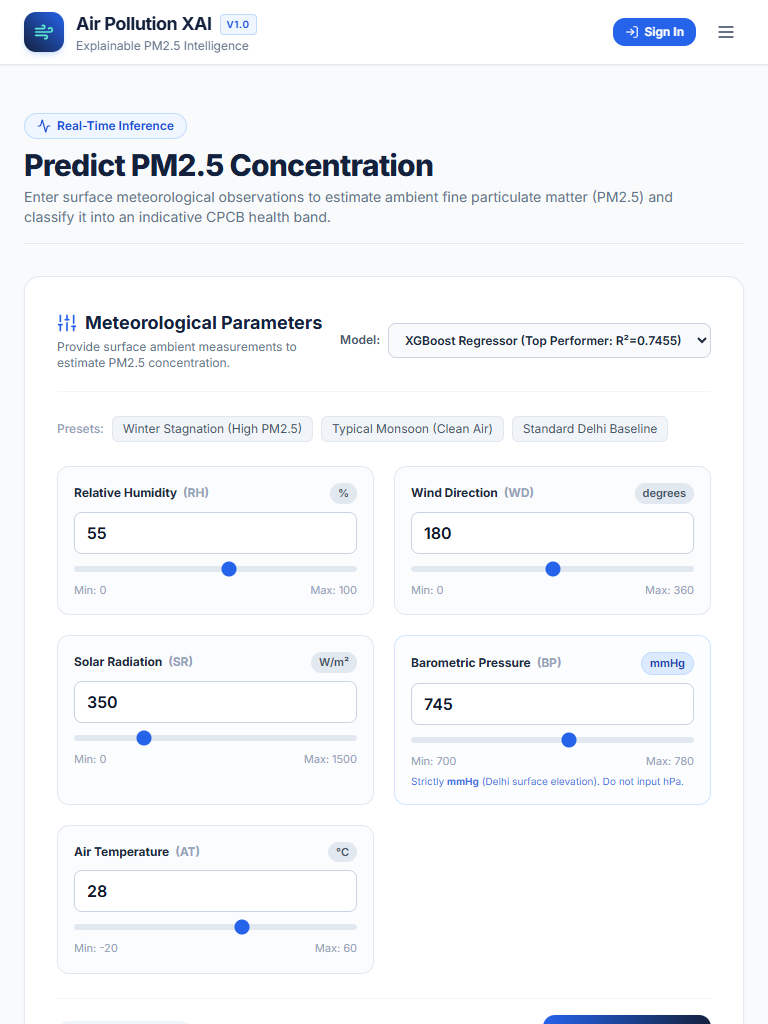 Air Pollution XAI V1.0
Explainable PM2.5 Intelligence
Sign In
Real-Time Inference
Predict PM2.5 Concentration
Enter surface meteorological observations to estimate ambient fine particulate matter (PM2.5) and
classify it into an indicative CPCB health band.
Meteorological Parameters
Provide surface ambient measurements to
estimate PM2.5 concentration.
Model: XGBoost Regressor (Top Performer: R²=0.7455)
Presets: Winter Stagnation (High PM2.5) Typical Monsoon (Clean Air) Standard Delhi Baseline
Relative Humidity (RH) %
55
Min: 0 Max: 100
Wind Direction (WD) degrees
180
Min: 0 Max: 360
Solar Radiation (SR) W/m²
350
Min: 0 Max: 1500
Barometric Pressure (BP) mmHg
745
Min: 700 Max: 780
Strictly mmHg (Delhi surface elevation). Do not input hPa.
Air Temperature (AT) °C
28
Min: -20 Max: 60